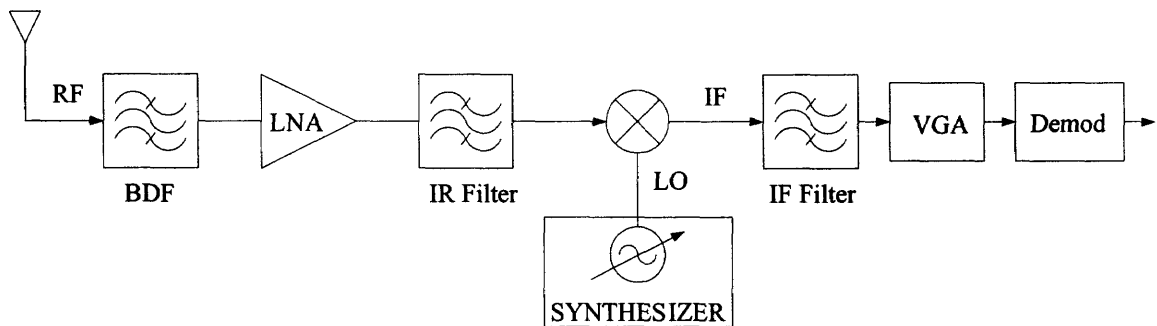 RF
BDF
LNA
IR Filter
IF
LO
SYNTHESIZER
IF Filter
VGA
Demod